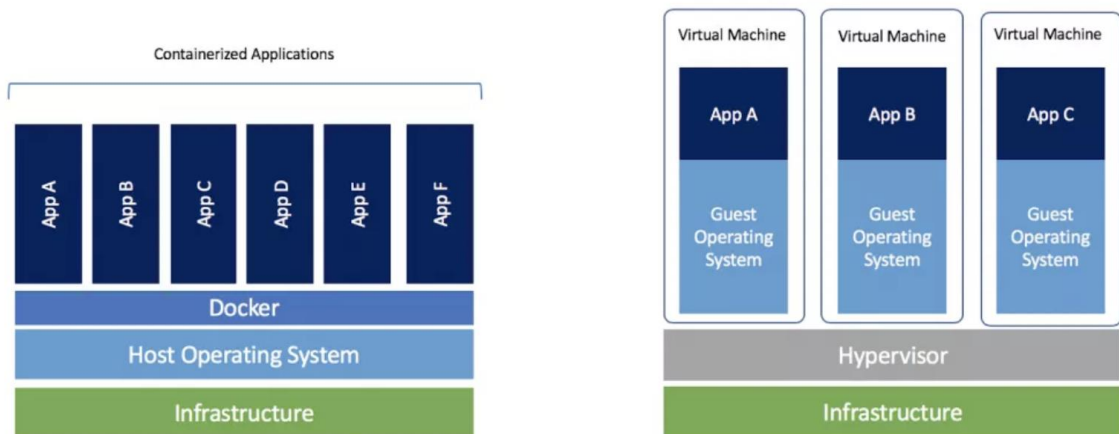 Containerized Applications
App A
App B
App C
App D
App E
App F
Docker
Host Operating System
Infrastructure
Virtual Machine
App A
Guest
Operating
System
Virtual Machine
App B
Guest
Operating
System
Virtual Machine
App C
Guest
Operating
System
Hypervisor
Infrastructure